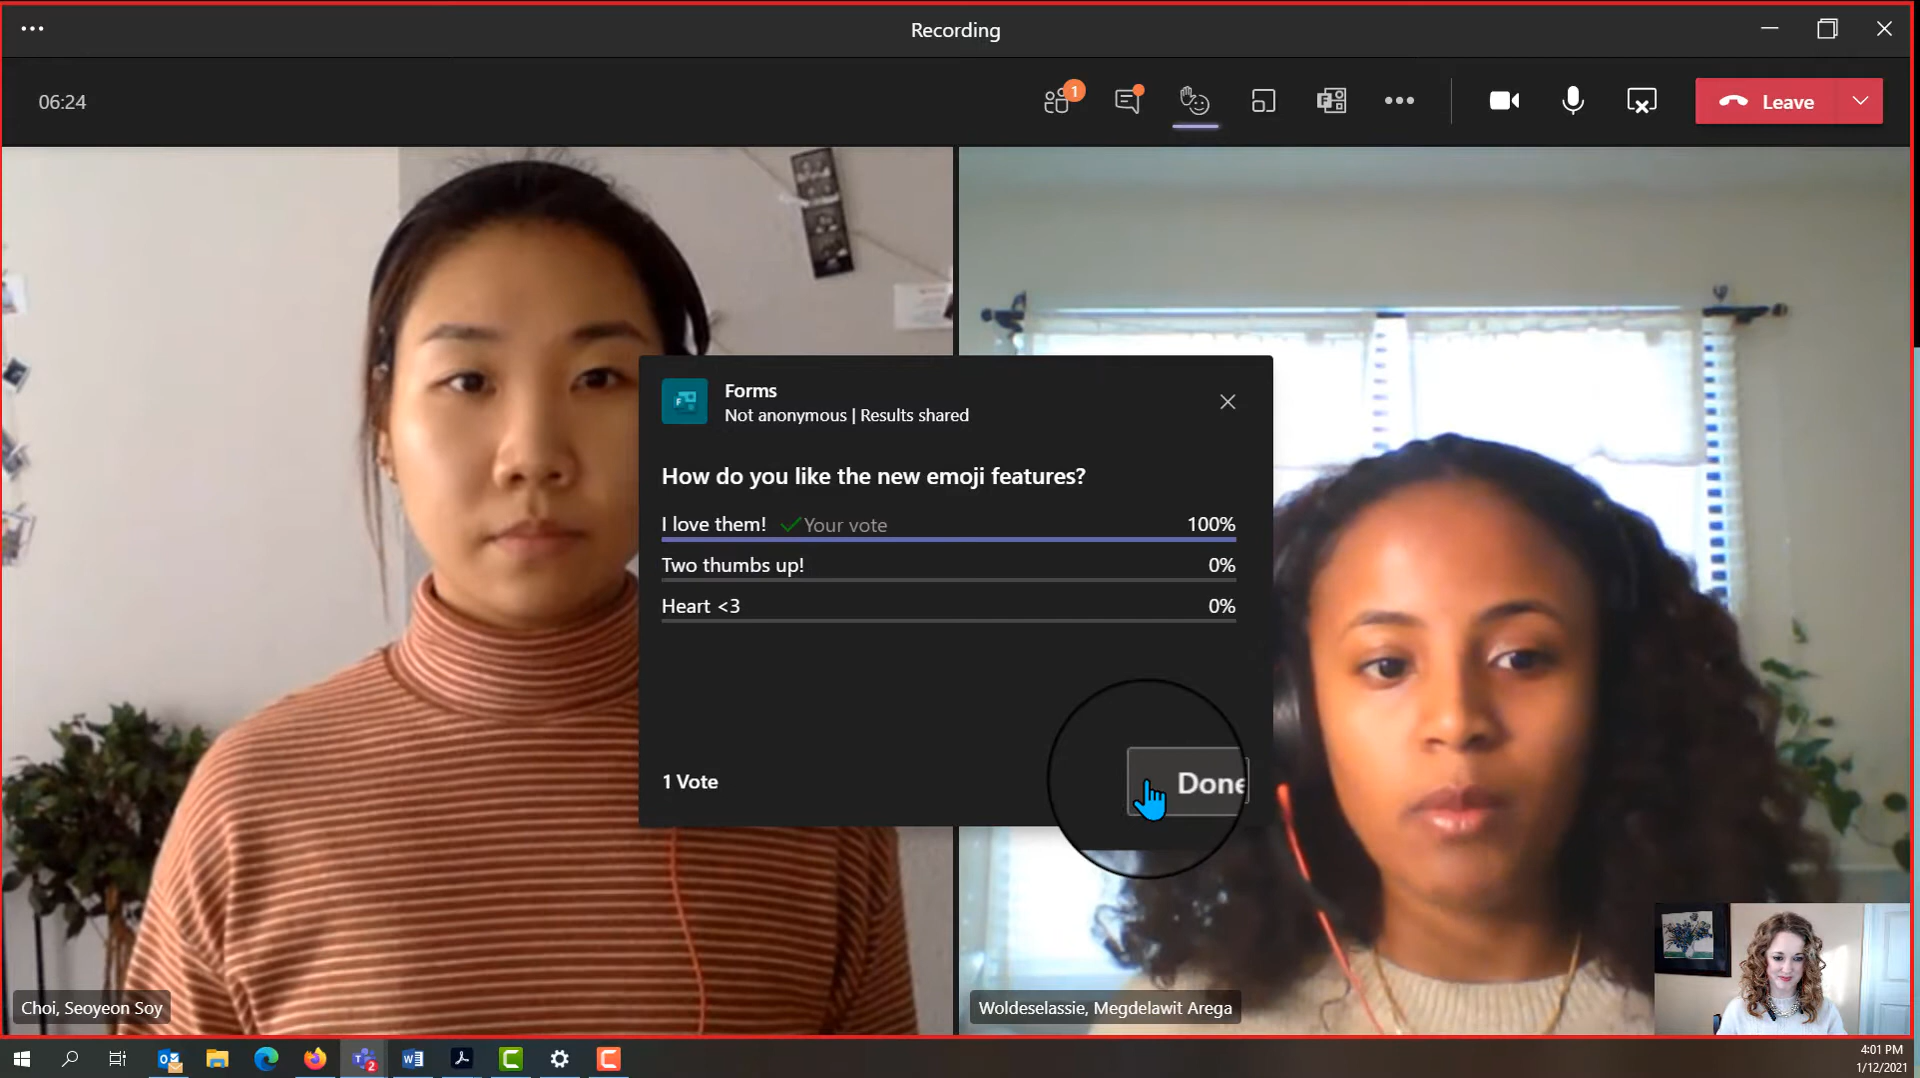 Recording
06:24
1
Leave
Forms
Not anonymous | Results shared
How do you like the new emoji features?
I love them! Your vote 100%
Two thumbs up! 0%
Heart <3 0%
1 Vote
Done
Choi, Seoyeon Soy
Woldeselassie, Megdelawit Arega
2
4:01 PM
1/12/2021